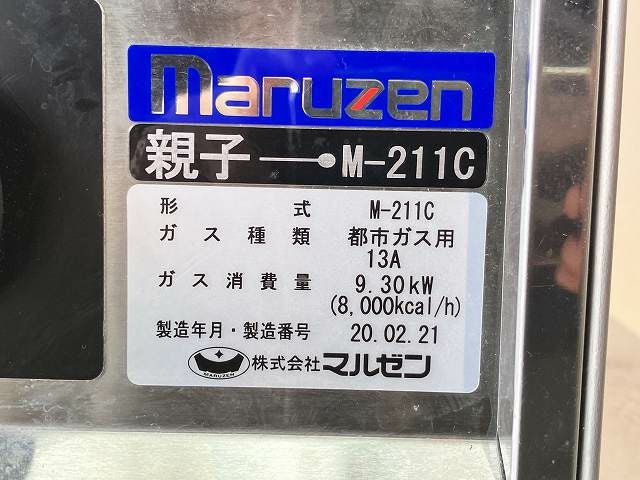 maruzen
親子 M-211C
形式 M-211C
ガス種類 都市ガス用
13A
ガス消費量 9.30kW
(8,000kcal/h)
製造年月・製造番号 20.02.21
MARUZEN 株式会社マルゼン